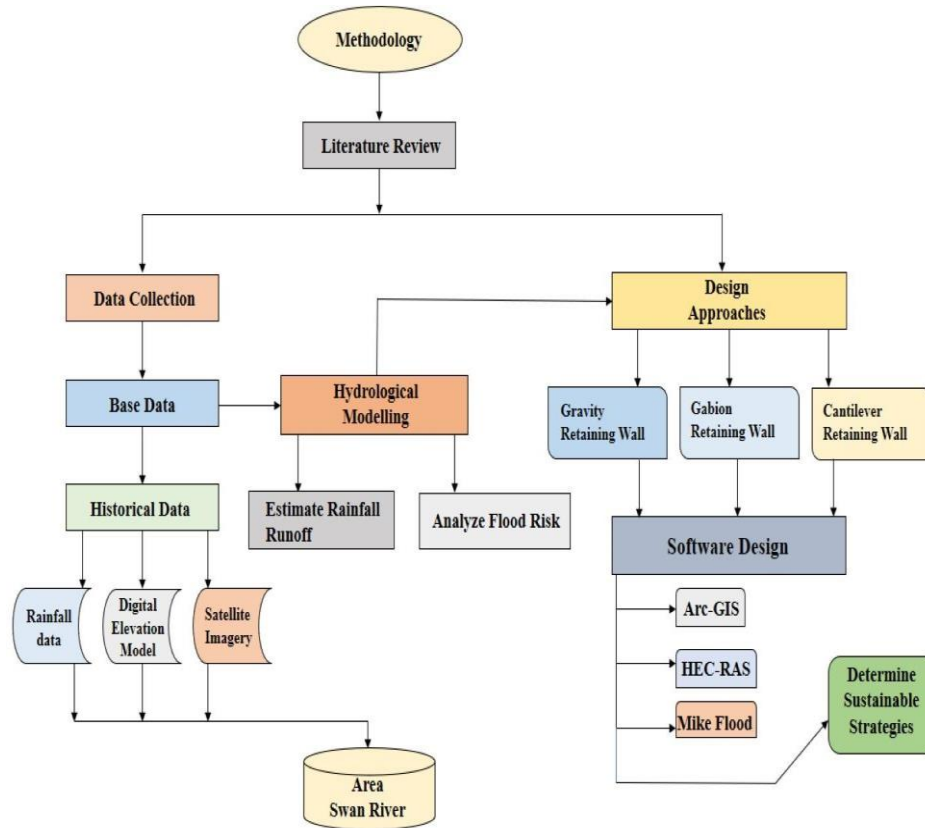 Methodology
Literature Review
Data Collection
Design
Approaches
Base Data
Hydrological
Modelling
Gravity
Retaining Wall
Gabion
Retaining Wall
Cantilever
Retaining Wall
Historical Data
Estimate Rainfall
Runoff
Analyze Flood Risk
Software Design
Rainfall
data
Digital
Elevation
Model
Satellite
Imagery
Arc-GIS
HEC-RAS
Mike Flood
Determine
Sustainable
Strategies
Area
Swan River